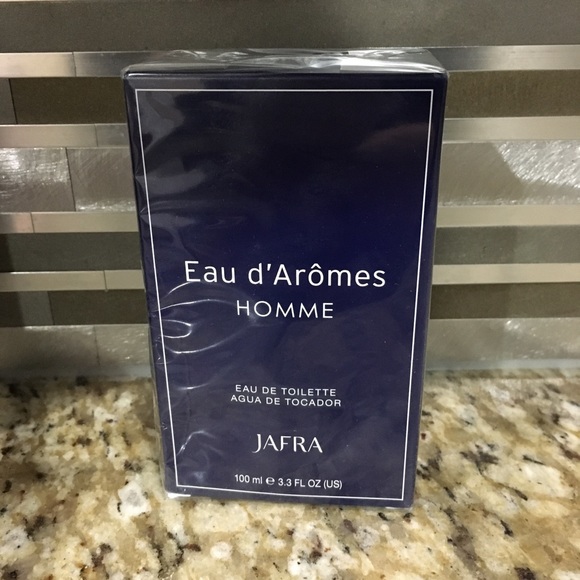 Eau d'Arômes
HOMME
EAU DE TOILETTE
AGUA DE TOCADOR
JAFRA
100 ml ℮ 3.3 FL OZ (US)